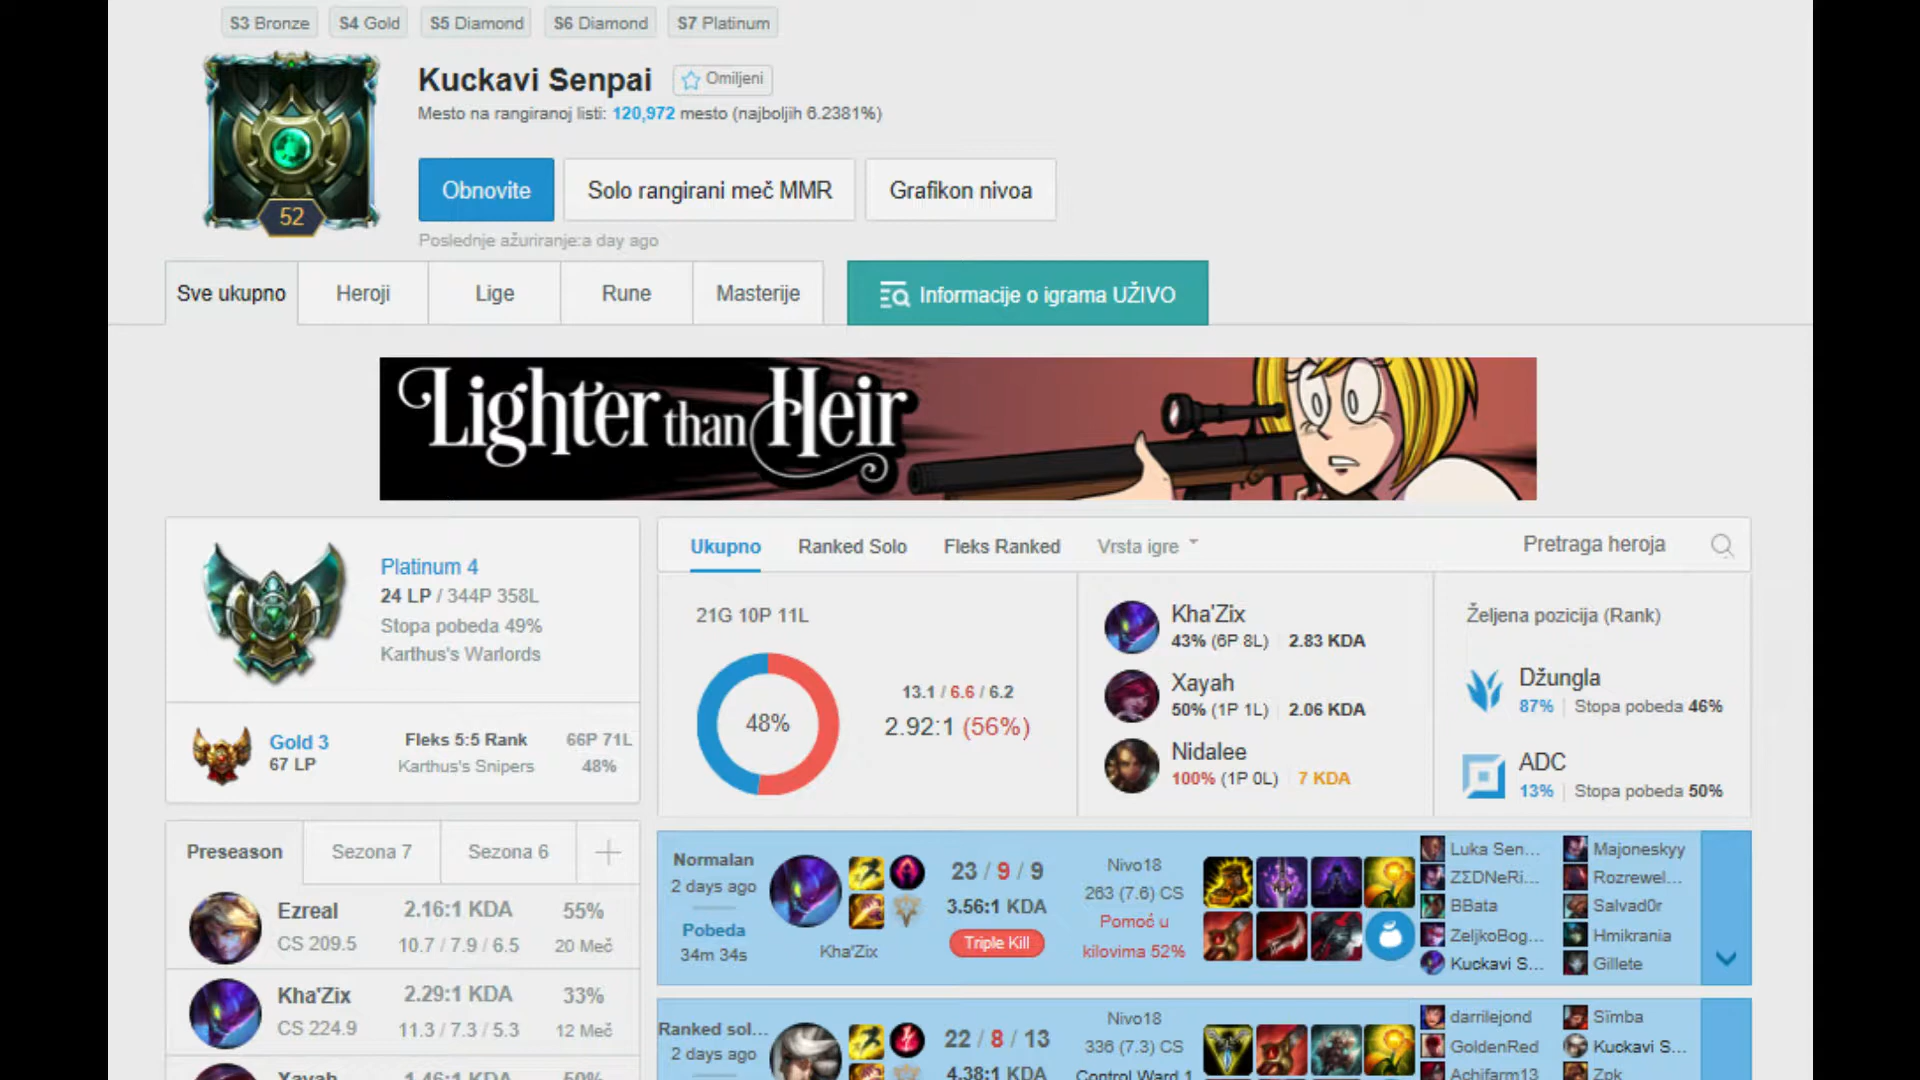 S3 Bronze S4 Gold S5 Diamond S6 Diamond S7 Platinum
Kuckavi Senpai Omiljeni
Mesto na rangiranoj listi: 120,972 mesto (najboljih 6.2381%)
52
Obnovite Solo rangirani meč MMR Grafikon nivoa
Poslednje ažuriranje:a day ago
Sve ukupno Heroji Lige Rune Masterije Informacije o igrama UŽIVO
Lighter than Heir
Platinum 4
24 LP / 344P 358L
Stopa pobeda 49%
Karthus's Warlords
Gold 3 Fleks 5:5 Rank 66P 71L
67 LP Karthus's Snipers 48%
Preseason Sezona 7 Sezona 6
Ezreal 2.16:1 KDA 55%
CS 209.5 10.7 / 7.9 / 6.5 20 Meč
Kha'Zix 2.29:1 KDA 33%
CS 224.9 11.3 / 7.3 / 5.3 12 Meč
Xayah 1.46:1 KDA 50%
Ukupno Ranked Solo Fleks Ranked Vrsta igre Pretraga heroja
21G 10P 11L
48%
13.1 / 6.6 / 6.2
2.92:1 (56%)
Kha'Zix
43% (6P 8L) 2.83 KDA
Xayah
50% (1P 1L) 2.06 KDA
Nidalee
100% (1P 0L) 7 KDA
Željena pozicija (Rank)
Džungla
87% Stopa pobeda 46%
ADC
13% Stopa pobeda 50%
Normalan
2 days ago
Pobeda
34m 34s
Kha'Zix
23 / 9 / 9
3.56:1 KDA
Triple Kill
Nivo18
263 (7.6) CS
Pomoć u
kilovima 52%
Luka Sen... Majoneskyy
ZΣDNeRi... Rozrewel...
BBata Salvad0r
ZeljkoBog... Hmikrania
Kuckavi S... Gillete
Ranked sol...
2 days ago
22 / 8 / 13
4.38:1 KDA
Nivo18
336 (7.3) CS
Control Ward 1
darrilejond Sïmba
GoldenRed Kuckavi S...
Achifarm13 Zpk